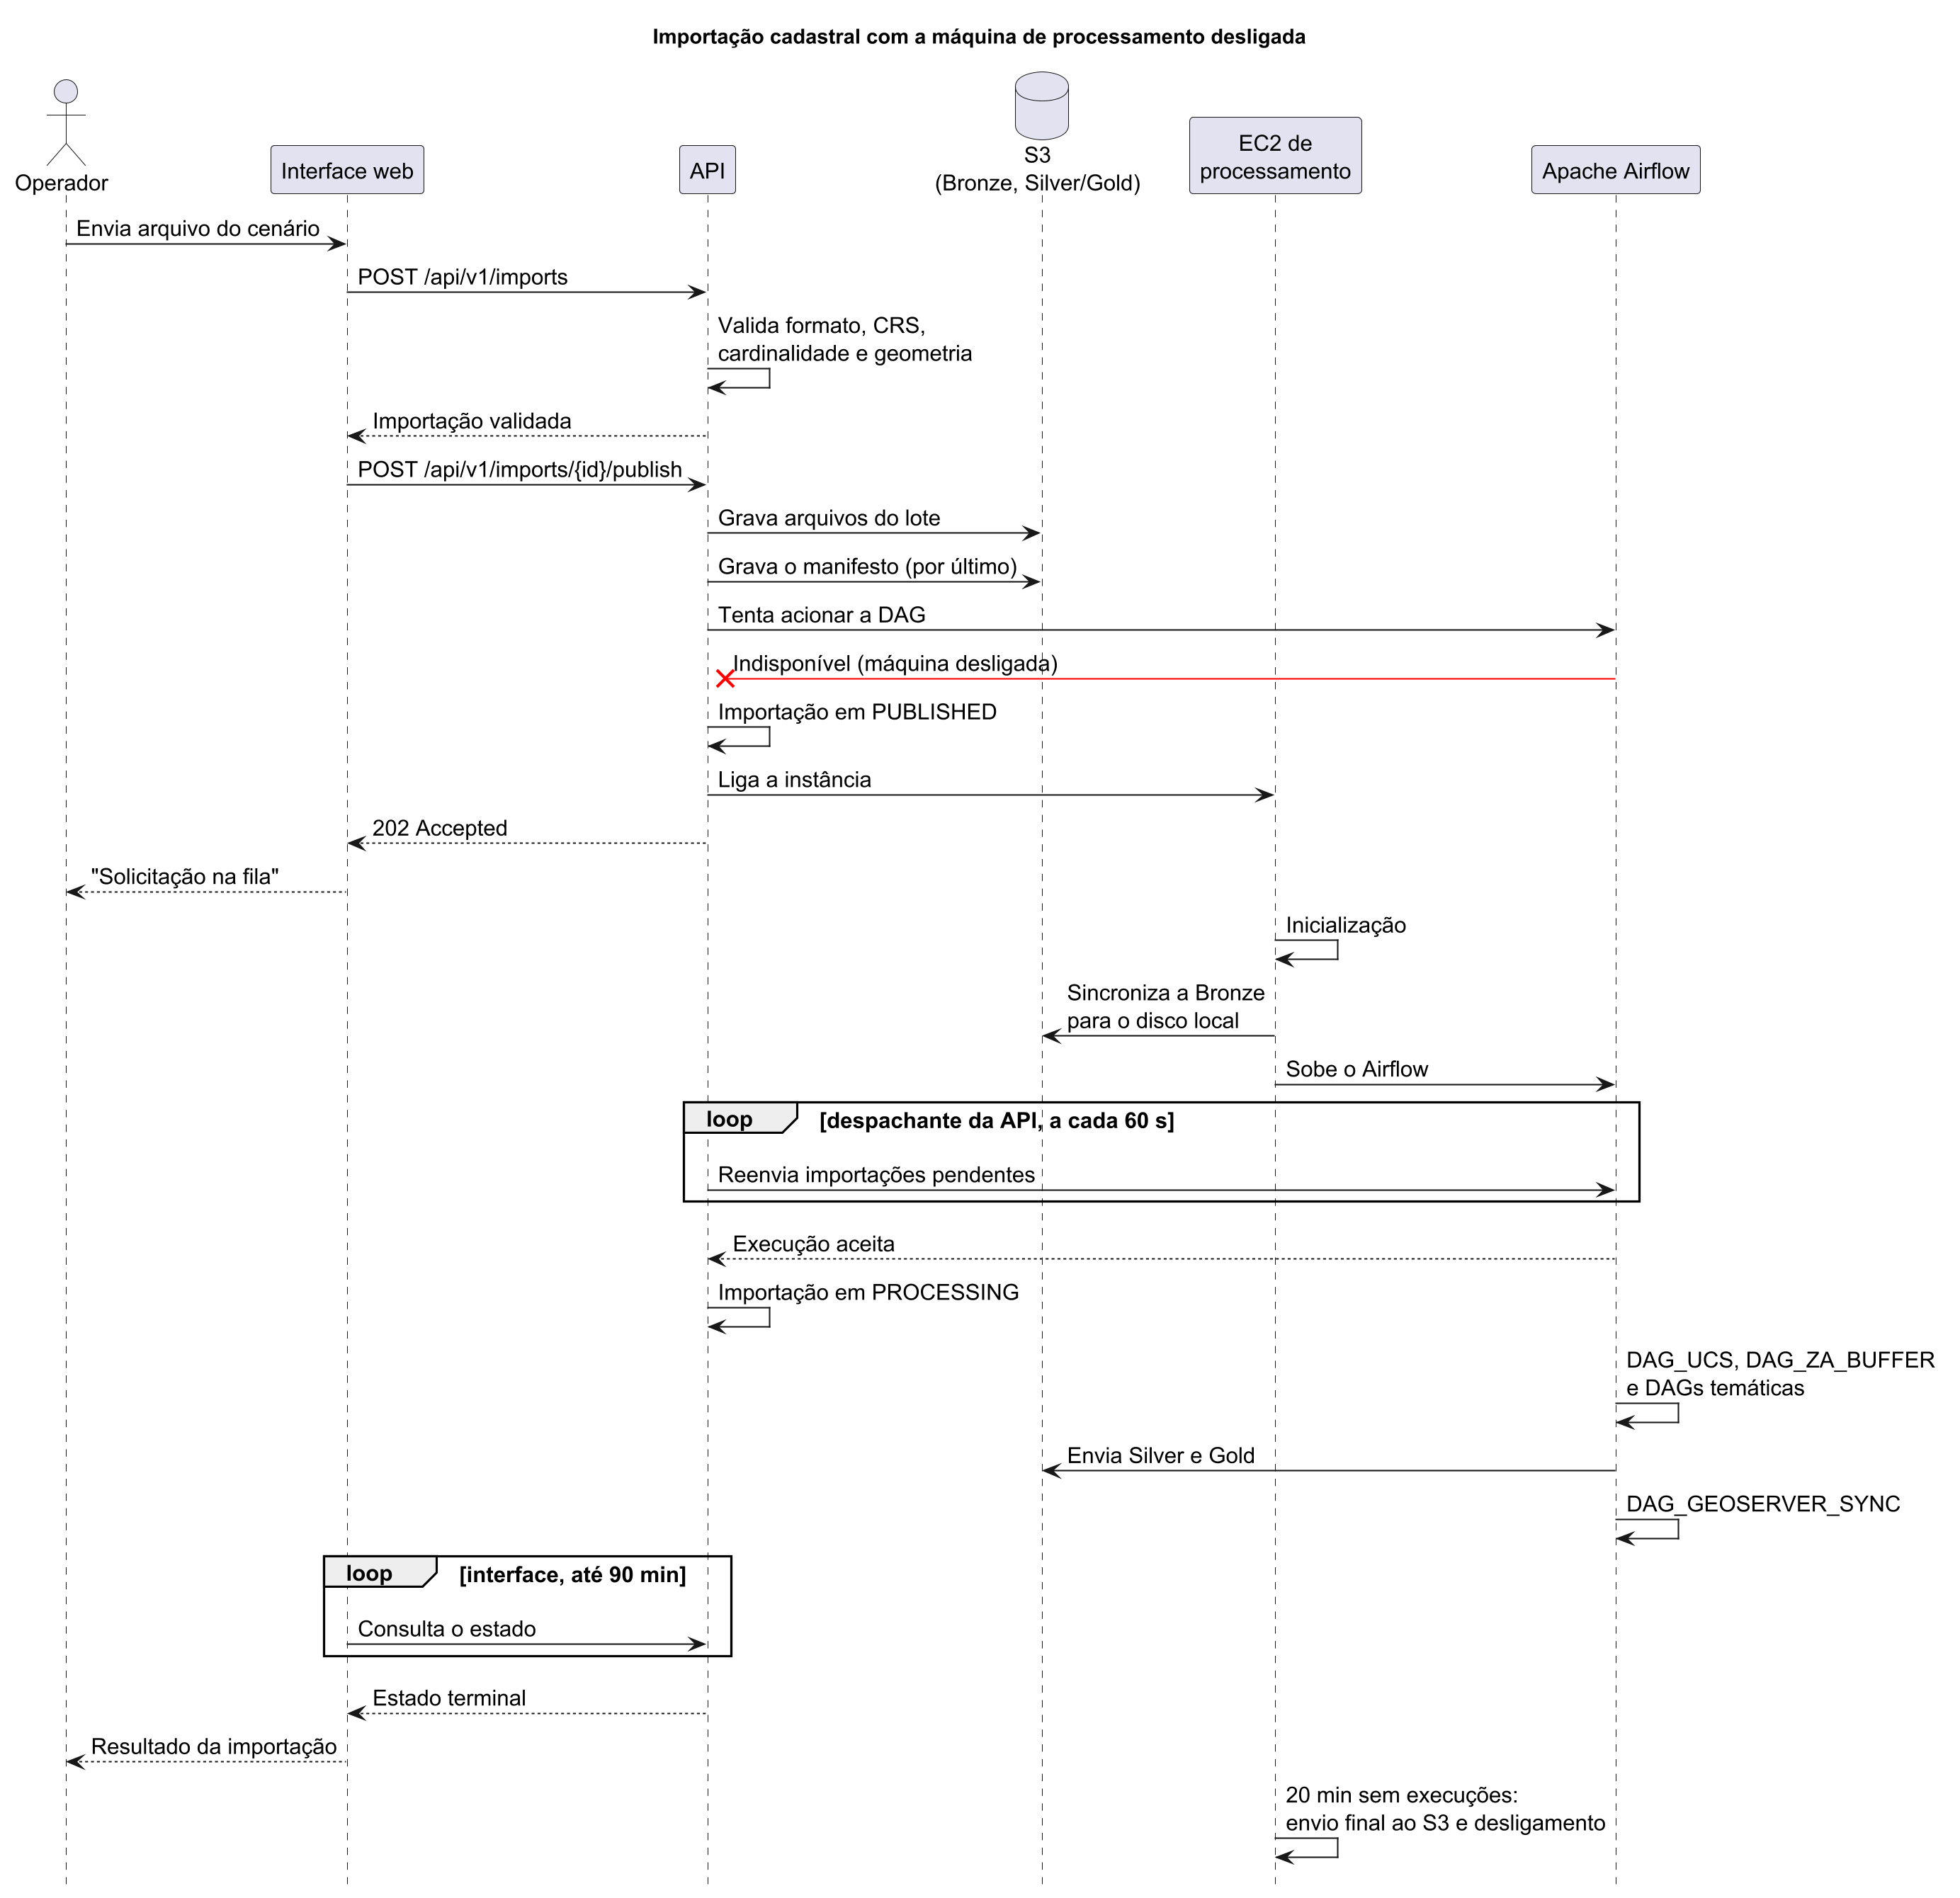 Importação cadastral com a máquina de processamento desligada
Operador
Interface web
API
S3
(Bronze, Silver/Gold)
EC2 de
processamento
Apache Airflow
Envia arquivo do cenário
POST /api/v1/imports
Valida formato, CRS,
cardinalidade e geometria
Importação validada
POST /api/v1/imports/{id}/publish
Grava arquivos do lote
Grava o manifesto (por último)
Tenta acionar a DAG
Indisponível (máquina desligada)
Importação em PUBLISHED
Liga a instância
202 Accepted
"Solicitação na fila"
Inicialização
Sincroniza a Bronze
para o disco local
Sobe o Airflow
loop [despachante da API, a cada 60 s]
Reenvia importações pendentes
Execução aceita
Importação em PROCESSING
DAG_UCS, DAG_ZA_BUFFER
e DAGs temáticas
Envia Silver e Gold
DAG_GEOSERVER_SYNC
loop [interface, até 90 min]
Consulta o estado
Estado terminal
Resultado da importação
20 min sem execuções:
envio final ao S3 e desligamento